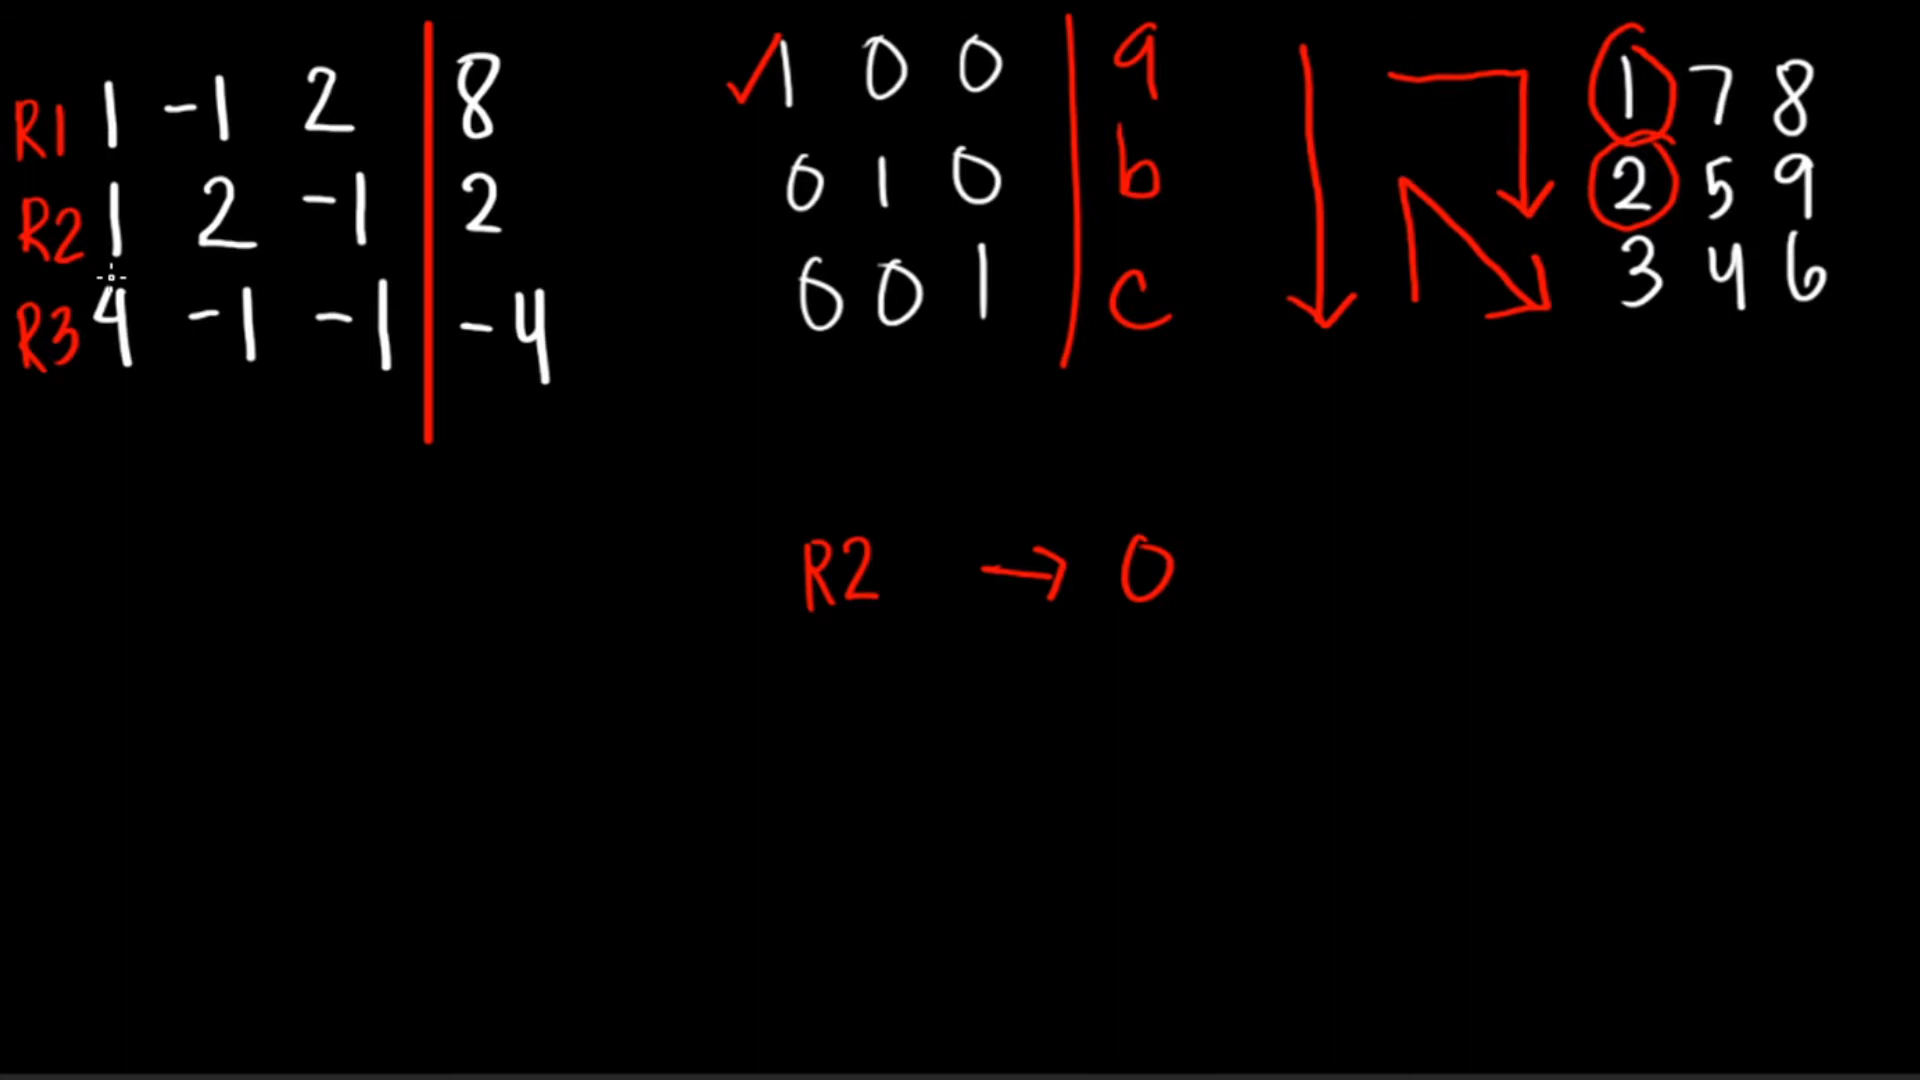 R1 1 -1 2 | 8
R2 1 2 -1 | 2
R3 4 -1 -1 | -4
1 0 0 | a
0 1 0 | b
0 0 1 | c
1 7 8
2 5 9
3 4 6
R2 → 0